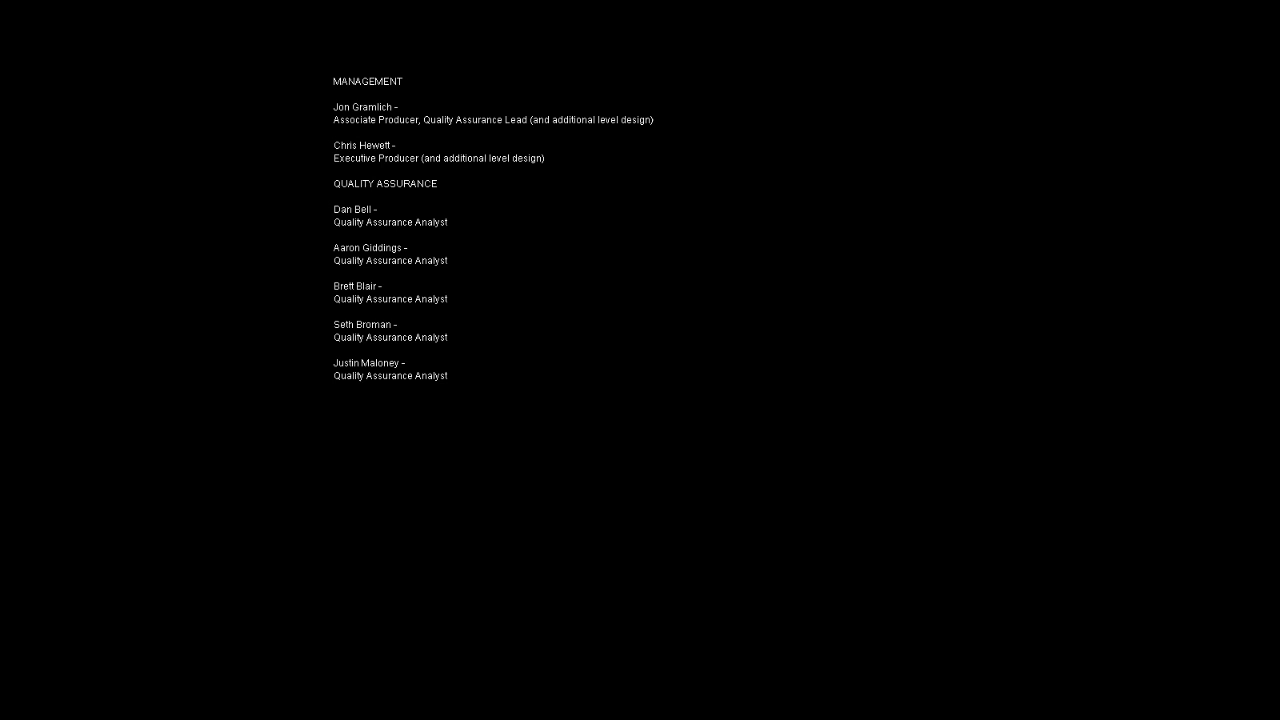 MANAGEMENT
Jon Gramlich -
Associate Producer, Quality Assurance Lead (and additional level design)
Chris Hewett -
Executive Producer (and additional level design)
QUALITY ASSURANCE
Dan Bell -
Quality Assurance Analyst
Aaron Giddings -
Quality Assurance Analyst
Brett Blair -
Quality Assurance Analyst
Seth Broman -
Quality Assurance Analyst
Justin Maloney -
Quality Assurance Analyst